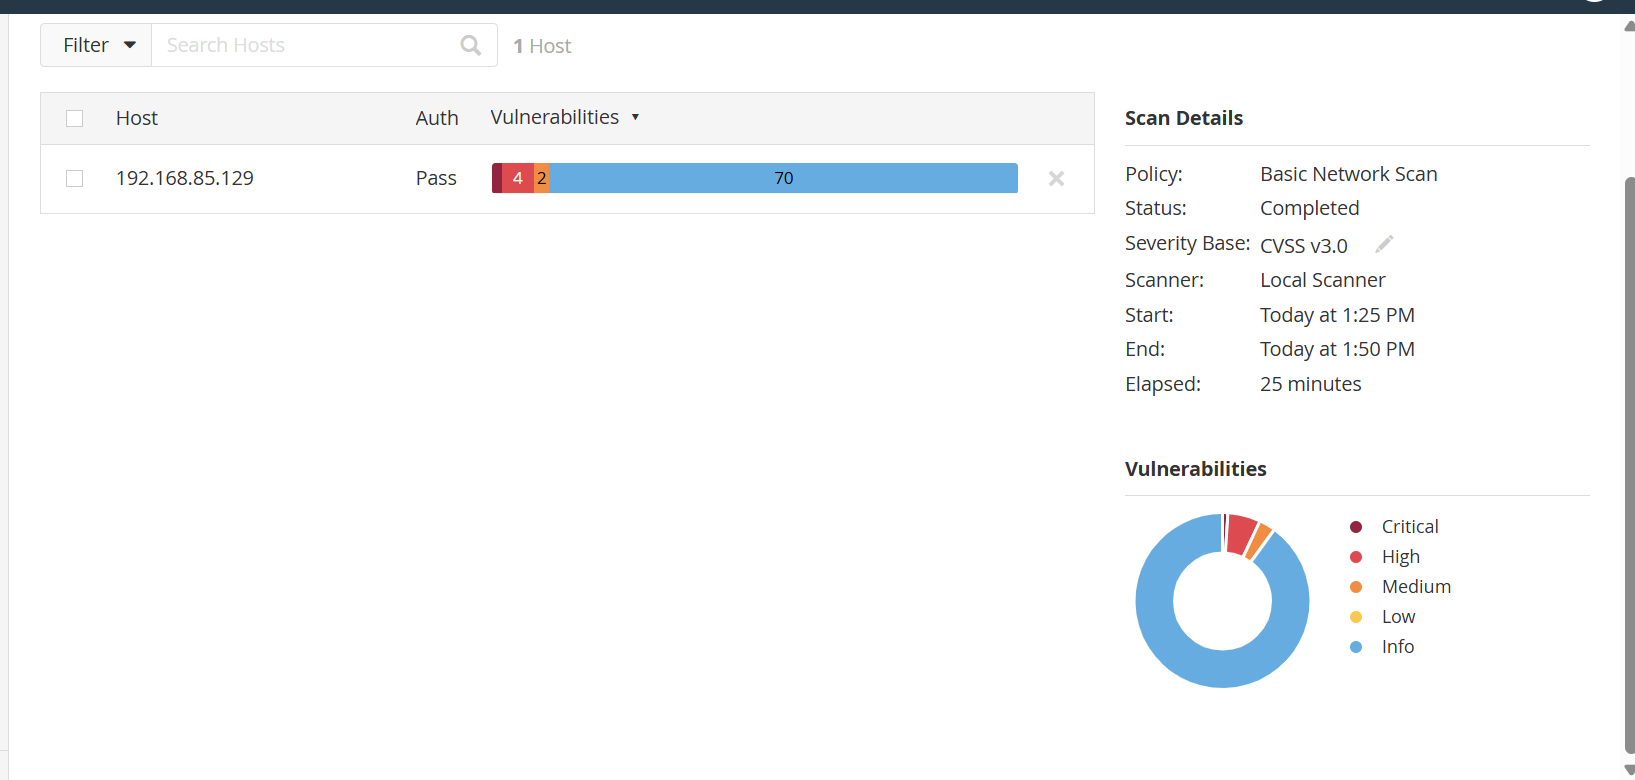 Filter Search Hosts 1 Host
Host Auth Vulnerabilities
192.168.85.129 Pass 4 2 70
Scan Details
Policy: Basic Network Scan
Status: Completed
Severity Base: CVSS v3.0
Scanner: Local Scanner
Start: Today at 1:25 PM
End: Today at 1:50 PM
Elapsed: 25 minutes
Vulnerabilities
Critical
High
Medium
Low
Info